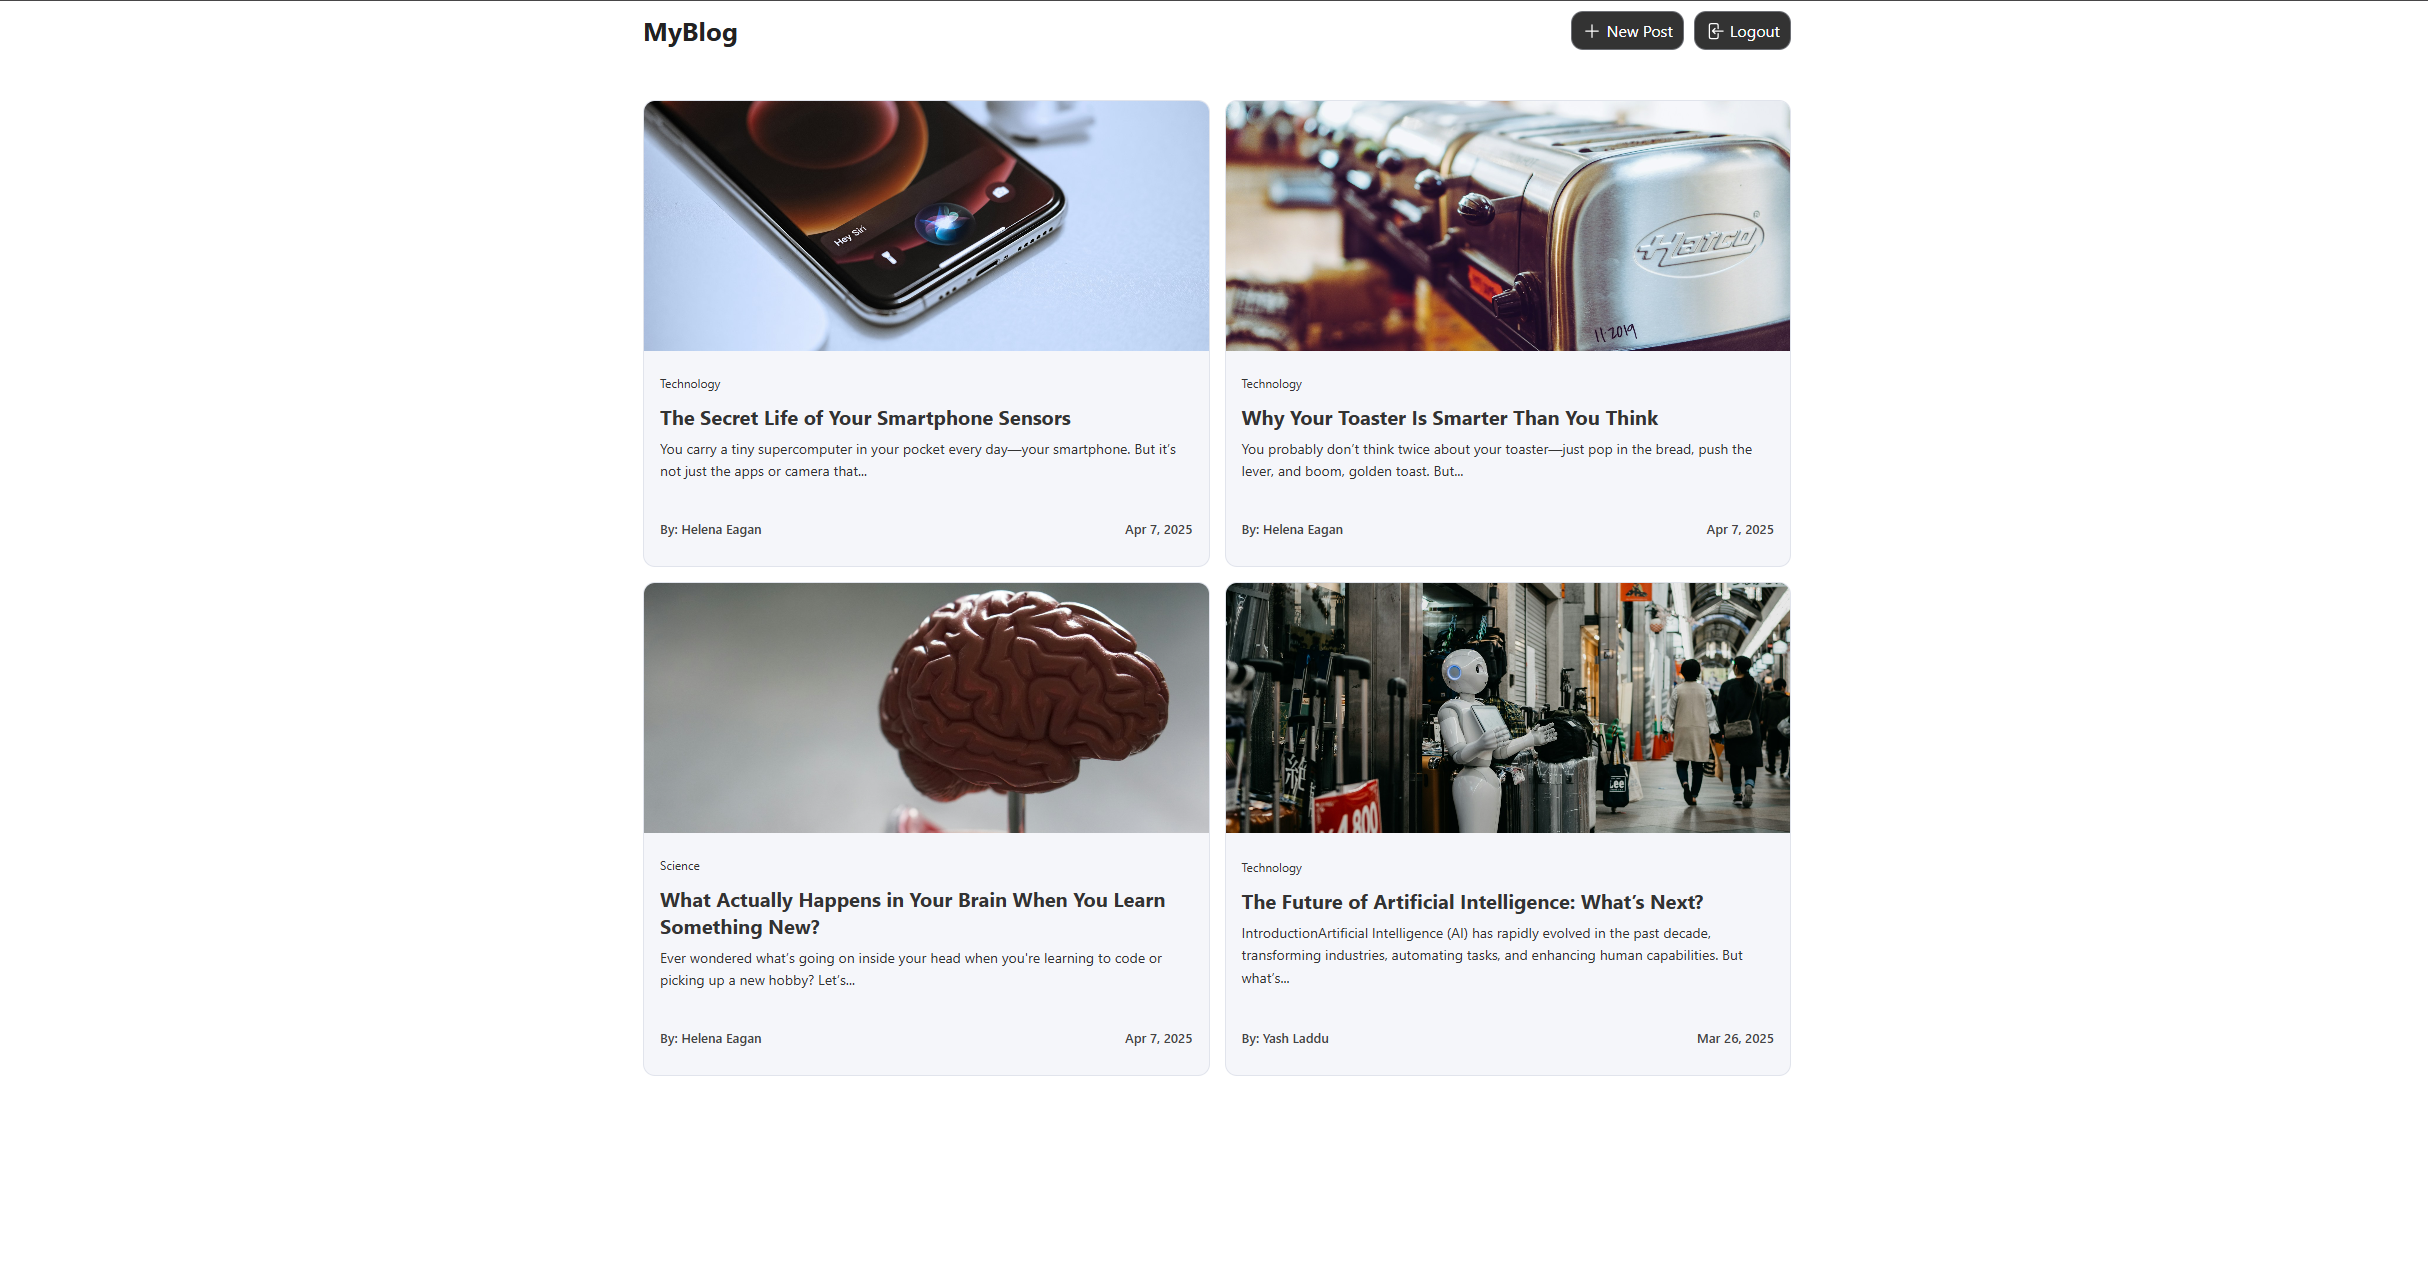 MyBlog
New Post
Logout
Hey Siri
Hatco
11·2019
Technology
The Secret Life of Your Smartphone Sensors
You carry a tiny supercomputer in your pocket every day—your smartphone. But it’s
not just the apps or camera that...
By: Helena Eagan
Apr 7, 2025
Technology
Why Your Toaster Is Smarter Than You Think
You probably don’t think twice about your toaster—just pop in the bread, push the
lever, and boom, golden toast. But...
By: Helena Eagan
Apr 7, 2025
Lee
4,800
Science
What Actually Happens in Your Brain When You Learn
Something New?
Ever wondered what’s going on inside your head when you're learning to code or
picking up a new hobby? Let’s...
By: Helena Eagan
Apr 7, 2025
Technology
The Future of Artificial Intelligence: What’s Next?
IntroductionArtificial Intelligence (AI) has rapidly evolved in the past decade,
transforming industries, automating tasks, and enhancing human capabilities. But
what’s...
By: Yash Laddu
Mar 26, 2025